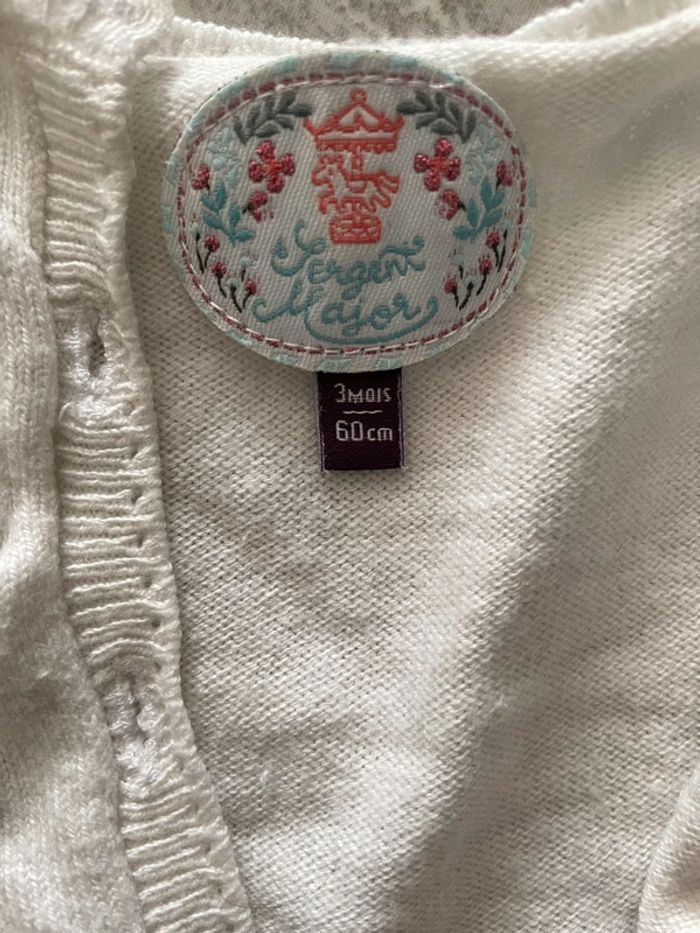 Sergent
Major
3MOIS
60cm